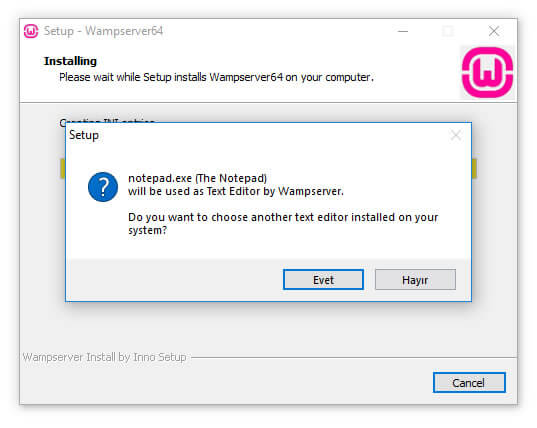 Setup - Wampserver64
Installing
Please wait while Setup installs Wampserver64 on your computer.
Creating INI entries
Setup
notepad.exe (The Notepad)
will be used as Text Editor by Wampserver.
Do you want to choose another text editor installed on your
system?
Evet
Hayır
Wampserver Install by Inno Setup
Cancel